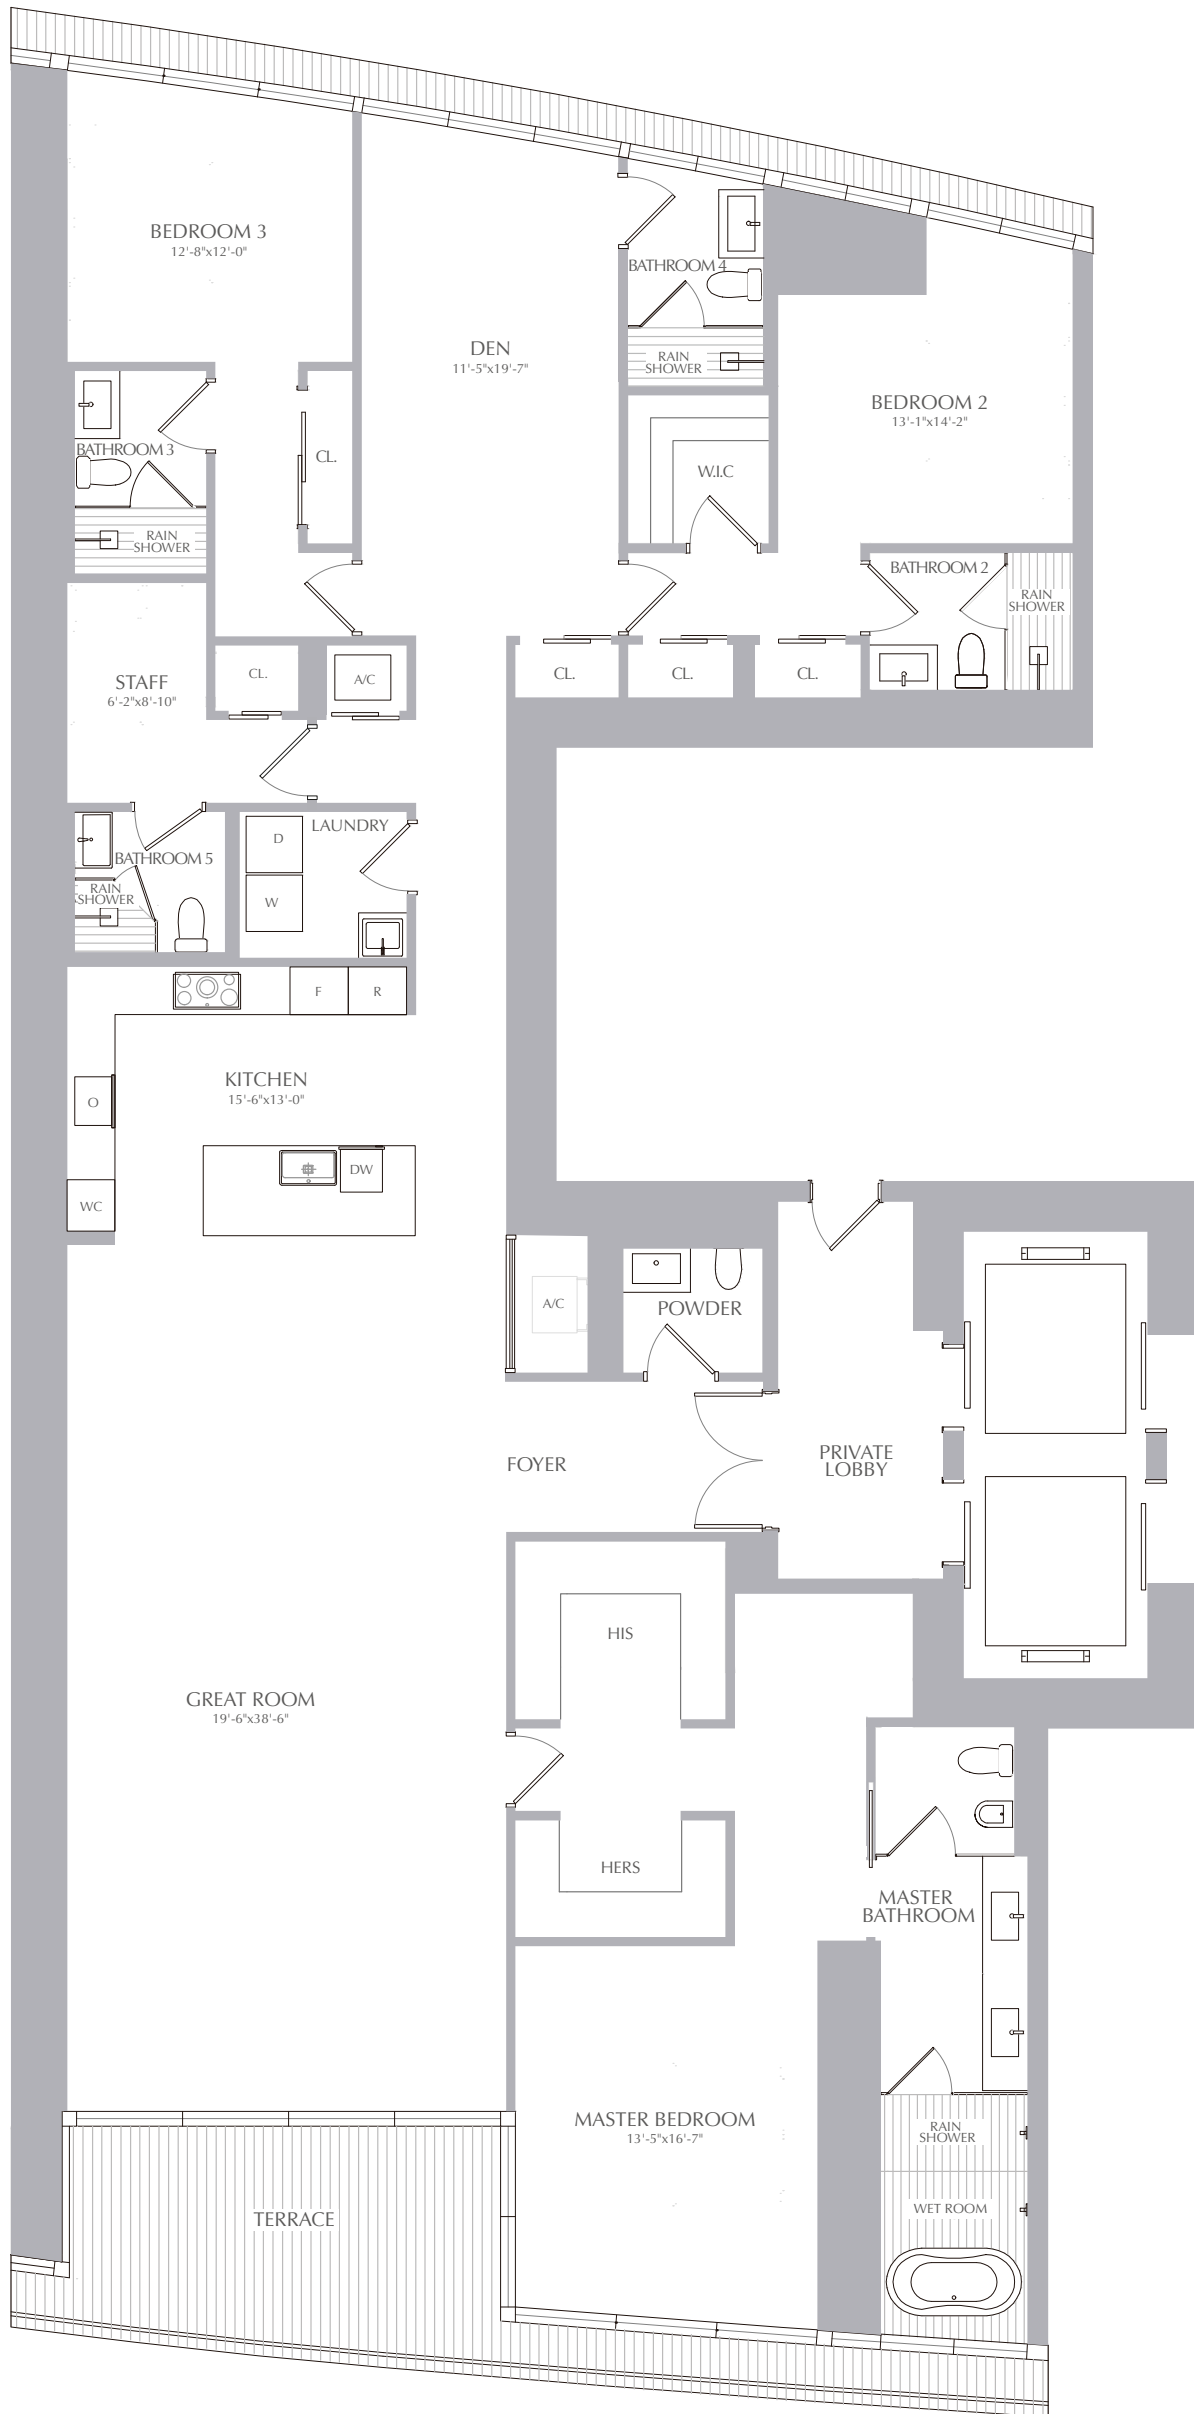 BEDROOM 3
12'-8"x12'-0"
BATHROOM 4
DEN
11'-5"x19'-7"
RAIN
SHOWER
BEDROOM 2
13'-1"x14'-2"
BATHROOM 3
CL.
W.I.C
RAIN
SHOWER
BATHROOM 2
RAIN
SHOWER
STAFF
6'-2"x8'-10"
CL.
A/C
CL.
CL.
CL.
LAUNDRY
D
BATHROOM 5
RAIN
SHOWER
W
F
R
KITCHEN
15'-6"x13'-0"
O
DW
WC
A/C
POWDER
FOYER
PRIVATE
LOBBY
HIS
GREAT ROOM
19'-6"x38'-6"
HERS
MASTER
BATHROOM
MASTER BEDROOM
13'-5"x16'-7"
RAIN
SHOWER
WET ROOM
TERRACE